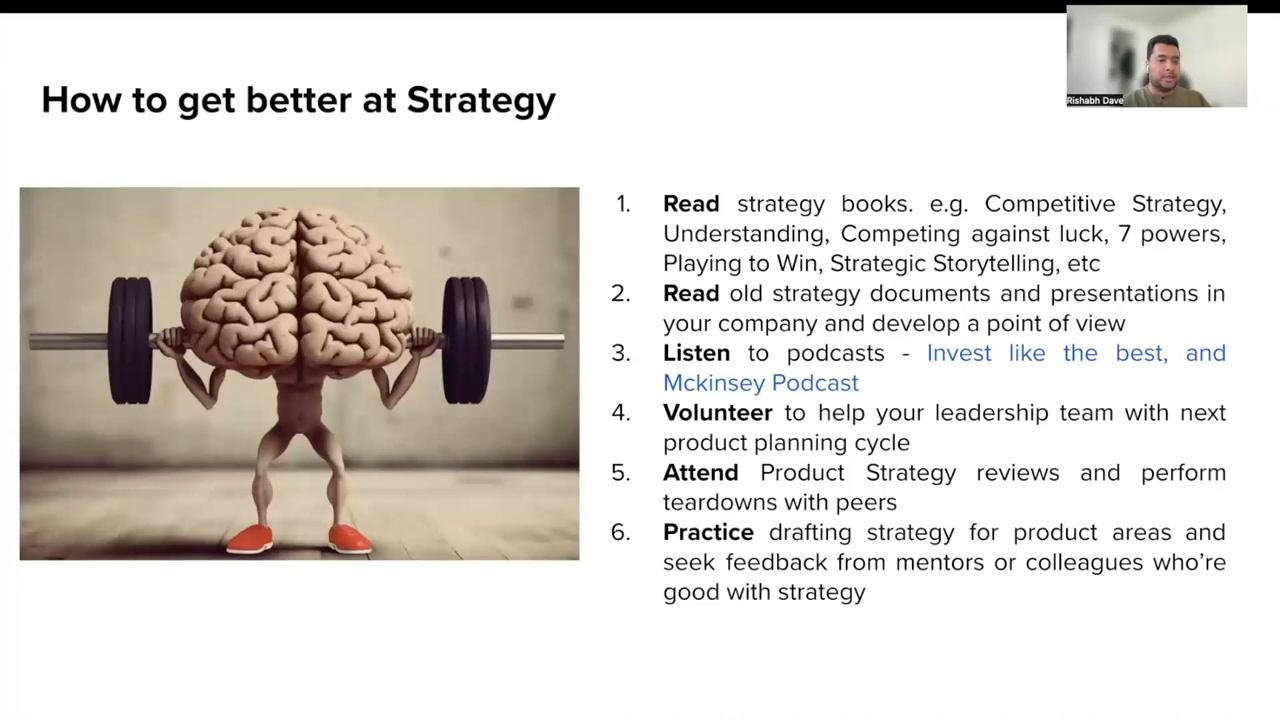 How to get better at Strategy
Rishabh Dave
1. Read strategy books. e.g. Competitive Strategy,
Understanding, Competing against luck, 7 powers,
Playing to Win, Strategic Storytelling, etc
2. Read old strategy documents and presentations in
your company and develop a point of view
3. Listen to podcasts - Invest like the best, and
Mckinsey Podcast
4. Volunteer to help your leadership team with next
product planning cycle
5. Attend Product Strategy reviews and perform
teardowns with peers
6. Practice drafting strategy for product areas and
seek feedback from mentors or colleagues who’re
good with strategy